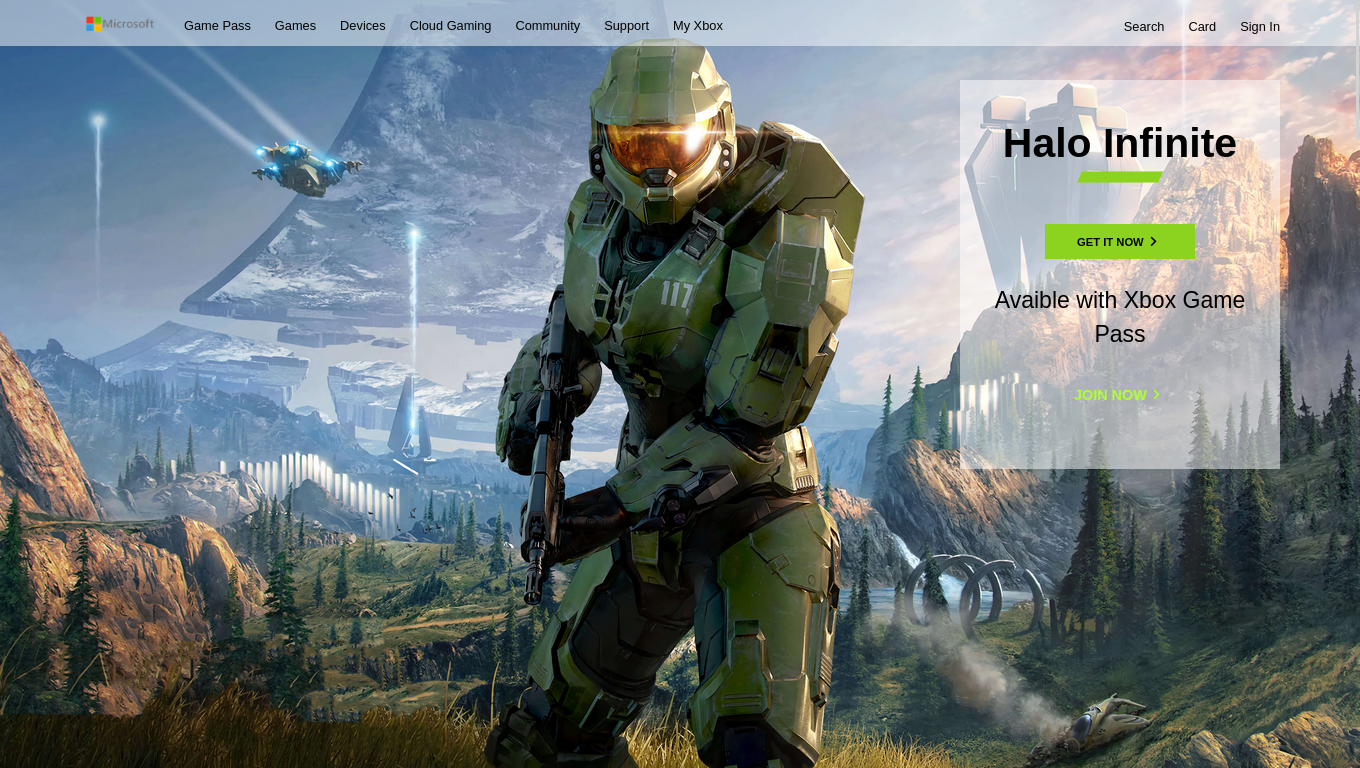 Microsoft Game Pass Games Devices Cloud Gaming Community Support My Xbox Search Card Sign In
Halo Infinite
GET IT NOW
Avaible with Xbox Game
Pass
JOIN NOW
117